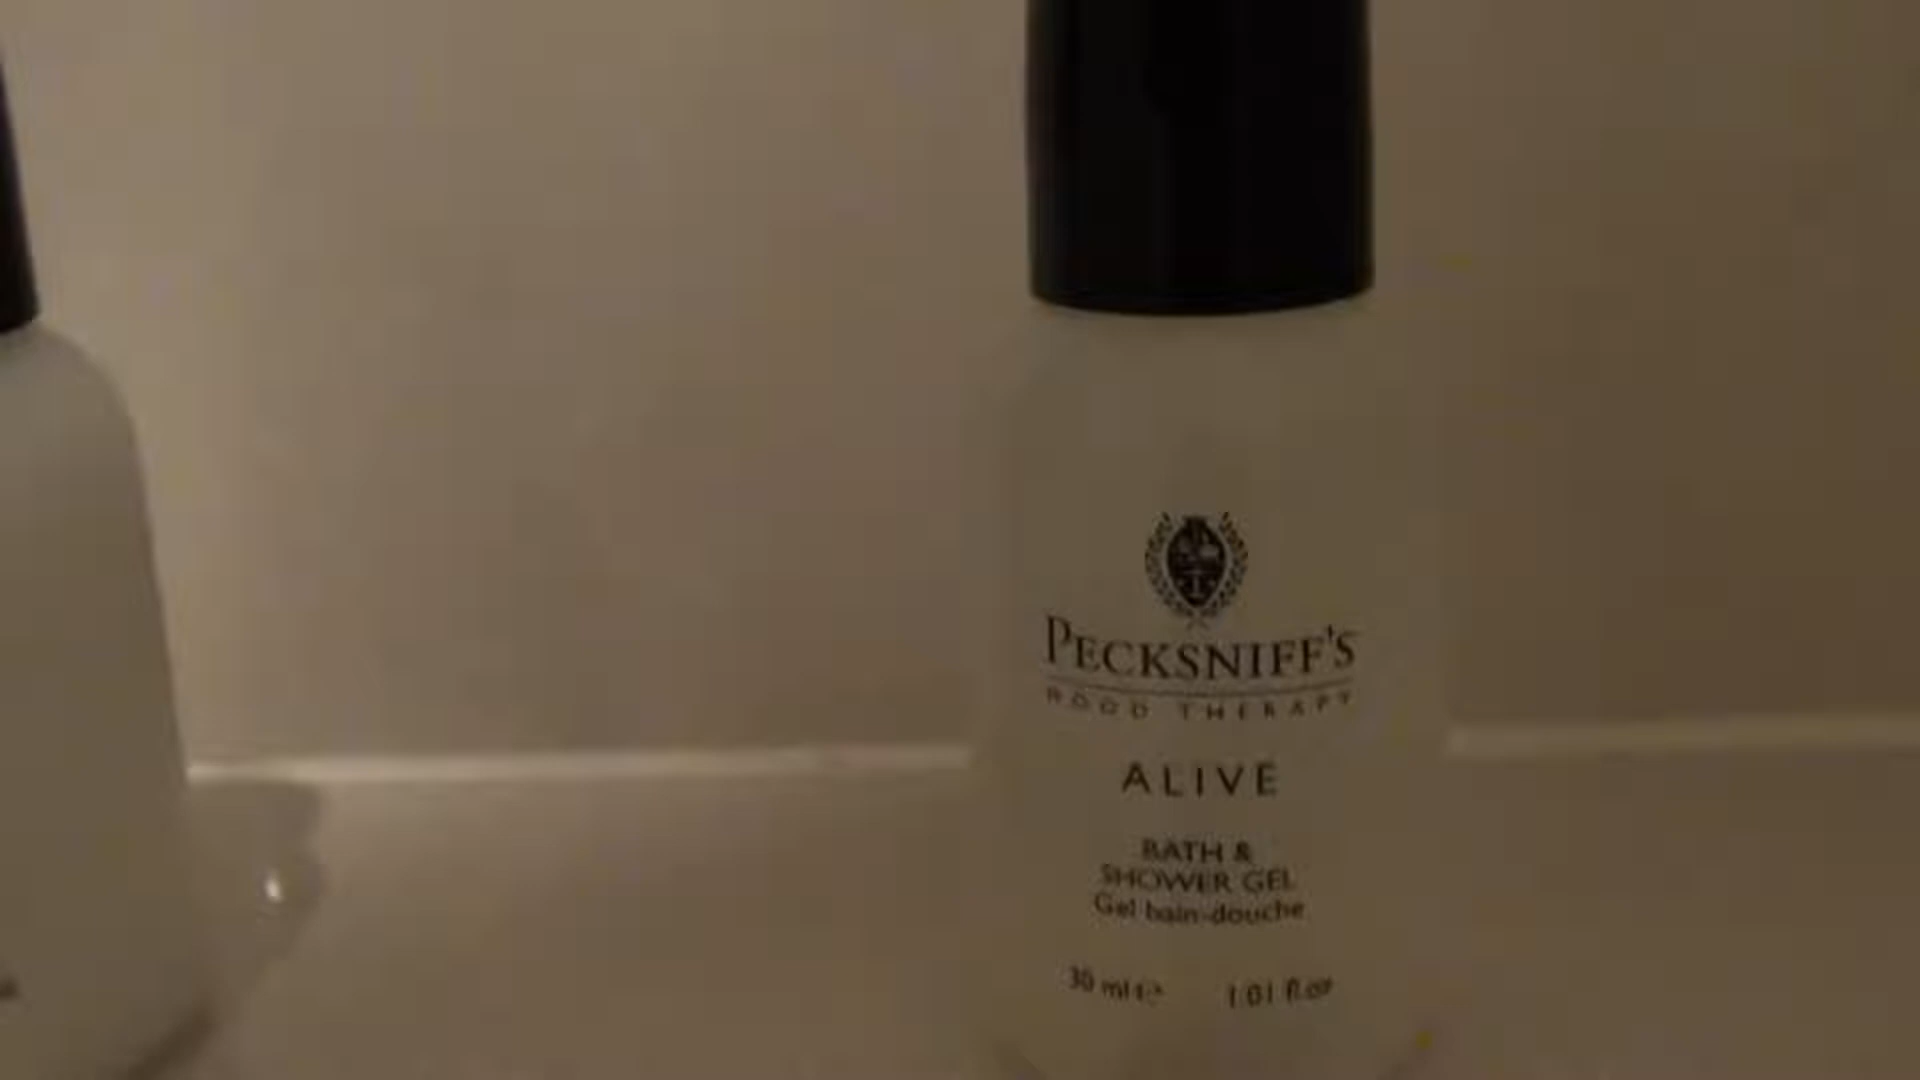 PECKSNIFF'S
MOOD THERAPY
ALIVE
BATH &
SHOWER GEL
Gel bain-douche
30 ml e 1.01 fl.oz